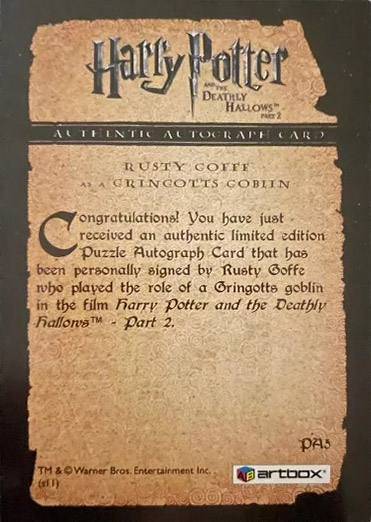 Harry Potter
AND THE
DEATHLY
HALLOWS™
PART 2
AUTHENTIC AUTOGRAPH CARD
RUSTY GOFFE
AS A GRINGOTTS GOBLIN
Congratulations! You have just
received an authentic limited edition
Puzzle Autograph Card that has
been personally signed by Rusty Goffe
who played the role of a Gringotts goblin
in the film Harry Potter and the Deathly
Hallows™ - Part 2.
PA5
TM & © Warner Bros. Entertainment Inc.
(s11)
artbox®